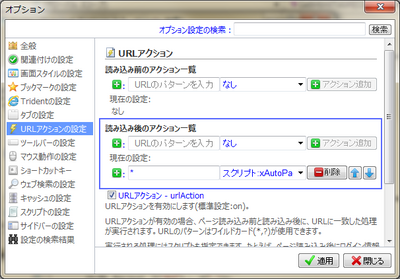 オプション
オプション設定の検索： 検索
全般
関連付けの設定
画面スタイルの設定
ブックマークの設定
Tridentの設定
タブの設定
URLアクションの設定
ツールバーの設定
マウス動作の設定
ショートカットキー
ウェブ検索の設定
キャッシュの設定
スクリプトの設定
サイドバーの設定
設定の検索結果
URLアクション
読み込み前のアクション一覧
: URLのパターンを入力 なし アクション追加
現在の設定:
なし
読み込み後のアクション一覧
: URLのパターンを入力 なし アクション追加
現在の設定:
: * スクリプト:xAutoPa 削除
URLアクション - urlAction
URLアクションを有効にします(標準設定:on)。
URLアクションが有効の場合、ページ読み込み前と読み込み後に、URLに一致した処理
が実行されます。URLのパターンはワイルドカード(*,?)が使用できます。
適用 閉じる